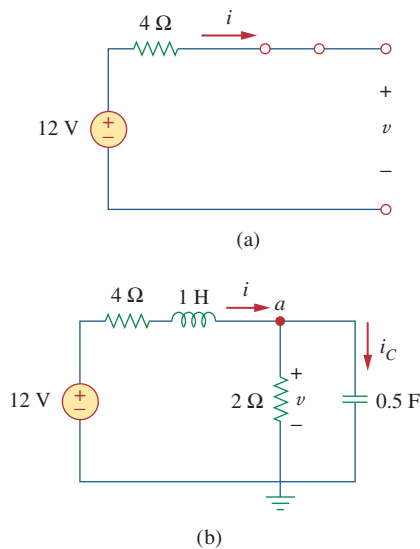 4 Ω i
+
12 V + v
−
−
(a)
4 Ω 1 H i a
i_C
+
12 V + 2 Ω v 0.5 F
−
−
(b)